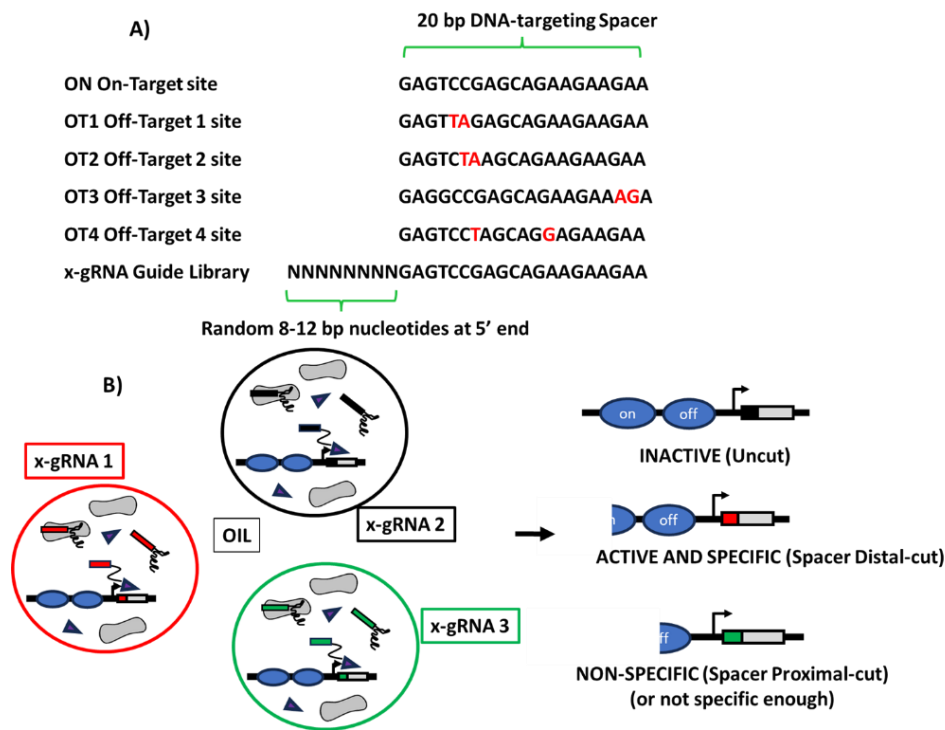 A)
20 bp DNA-targeting Spacer
ON On-Target site GAGTCCGAGCAGAAGAAGAA
OT1 Off-Target 1 site GAGTTAGAGCAGAAGAAGAA
OT2 Off-Target 2 site GAGTCTAAGCAGAAGAAGAA
OT3 Off-Target 3 site GAGGCCGAGCAGAAGAAAGA
OT4 Off-Target 4 site GAGTCCTAGCAGGAGAAGAA
x-gRNA Guide Library NNNNNNNNGAGTCCGAGCAGAAGAAGAA
Random 8-12 bp nucleotides at 5' end
B)
x-gRNA 1
OIL
x-gRNA 2
x-gRNA 3
on off
INACTIVE (Uncut)
off
ACTIVE AND SPECIFIC (Spacer Distal-cut)
ff
NON-SPECIFIC (Spacer Proximal-cut)
(or not specific enough)